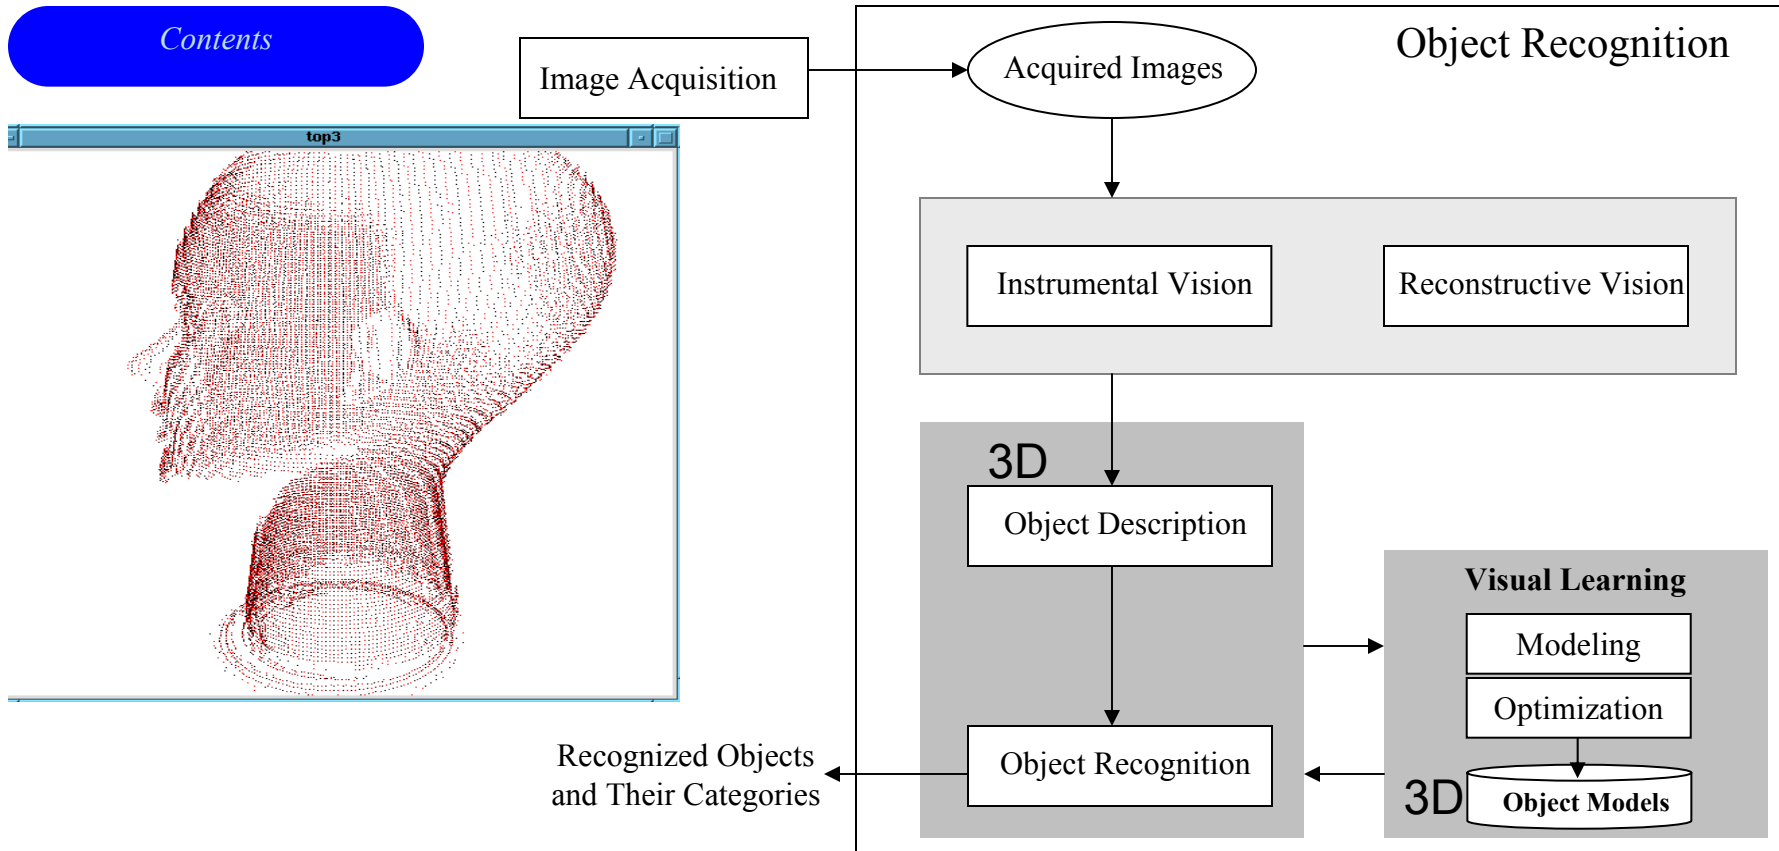 Contents
Image Acquisition
Acquired Images
Object Recognition
top3
Instrumental Vision
Reconstructive Vision
3D
Object Description
Visual Learning
Modeling
Optimization
Object Recognition
Recognized Objects
and Their Categories
3D
Object Models